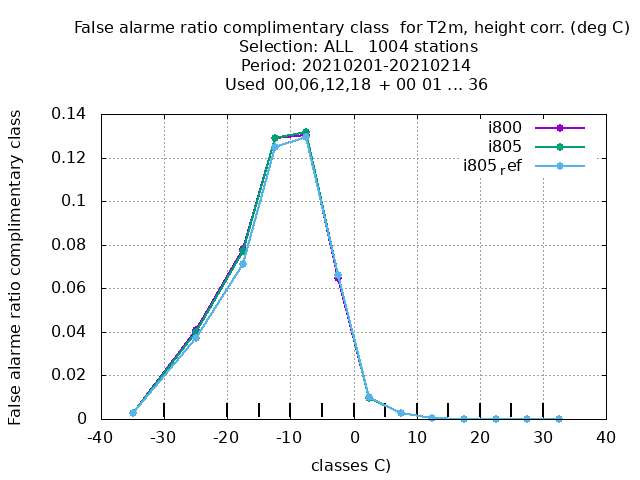 False alarme ratio complimentary class  for T2m, height corr. (deg C)
Selection: ALL   1004 stations
Period: 20210201-20210214
Used  00,06,12,18 + 00 01 ... 36
False alarme ratio complimentary class
0.14
0.12
0.1
0.08
0.06
0.04
0.02
0
i800
i805
i805ref
-40 -30 -20 -10 0 10 20 30 40
classes C)